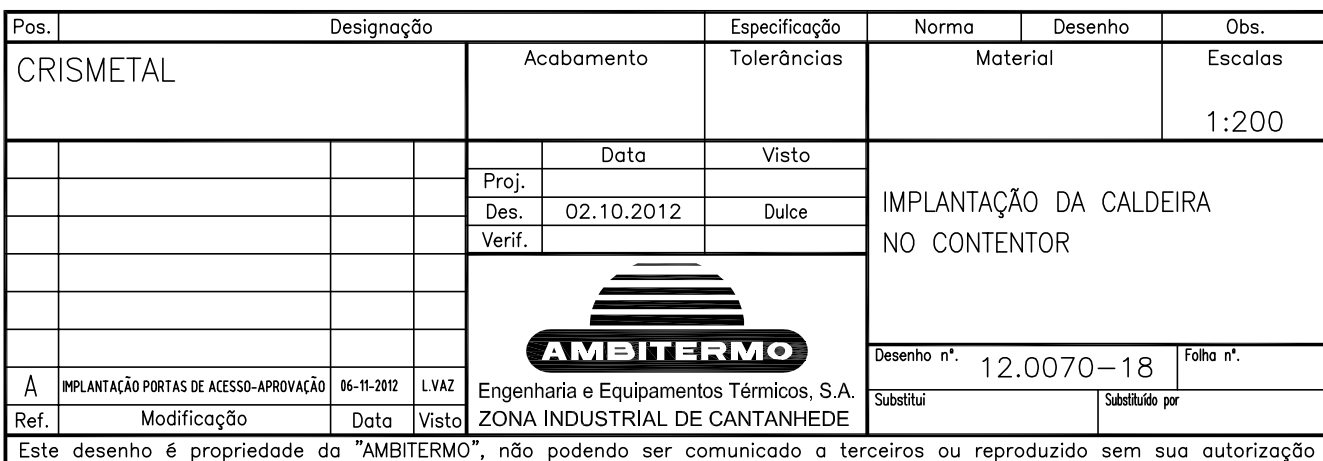 Pos. Designação Especificação Norma Desenho Obs.
CRISMETAL Acabamento Tolerâncias Material Escalas
1:200
Data Visto
Proj.
Des. 02.10.2012 Dulce
Verif.
IMPLANTAÇÃO DA CALDEIRA
NO CONTENTOR
AMBITERMO
Engenharia e Equipamentos Térmicos, S.A.
ZONA INDUSTRIAL DE CANTANHEDE
Desenho nº. 12.0070-18 Folha nº.
Substitui Substituído por
A IMPLANTAÇÃO PORTAS DE ACESSO-APROVAÇÃO 06-11-2012 L.VAZ
Ref. Modificação Data Visto
Este desenho é propriedade da "AMBITERMO", não podendo ser comunicado a terceiros ou reproduzido sem sua autorização